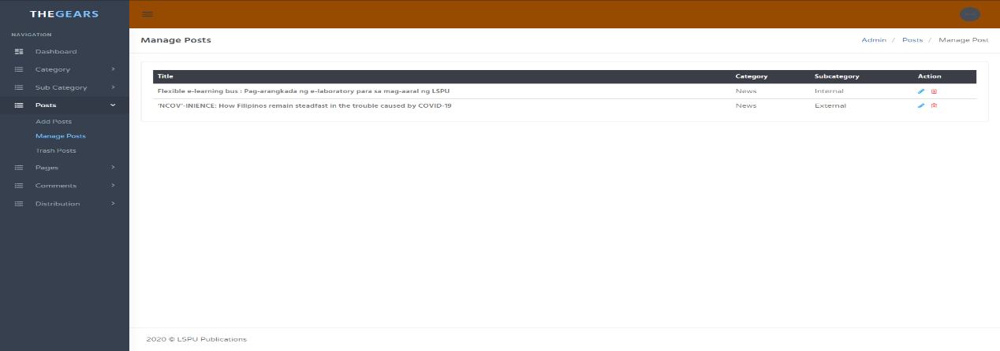 THEGEARS
NAVIGATION
Dashboard
Category
Sub Category
Posts
Add Posts
Manage Posts
Trash Posts
Pages
Comments
Distribution
Manage Posts
Admin / Posts / Manage Post
Title Category Subcategory Action
Flexible e-learning bus : Pag-arangkada ng e-laboratory para sa mag-aaral ng LSPU News Internal
‘NCOV’-INIENCE: How Filipinos remain steadfast in the trouble caused by COVID-19 News External
2020 © LSPU Publications